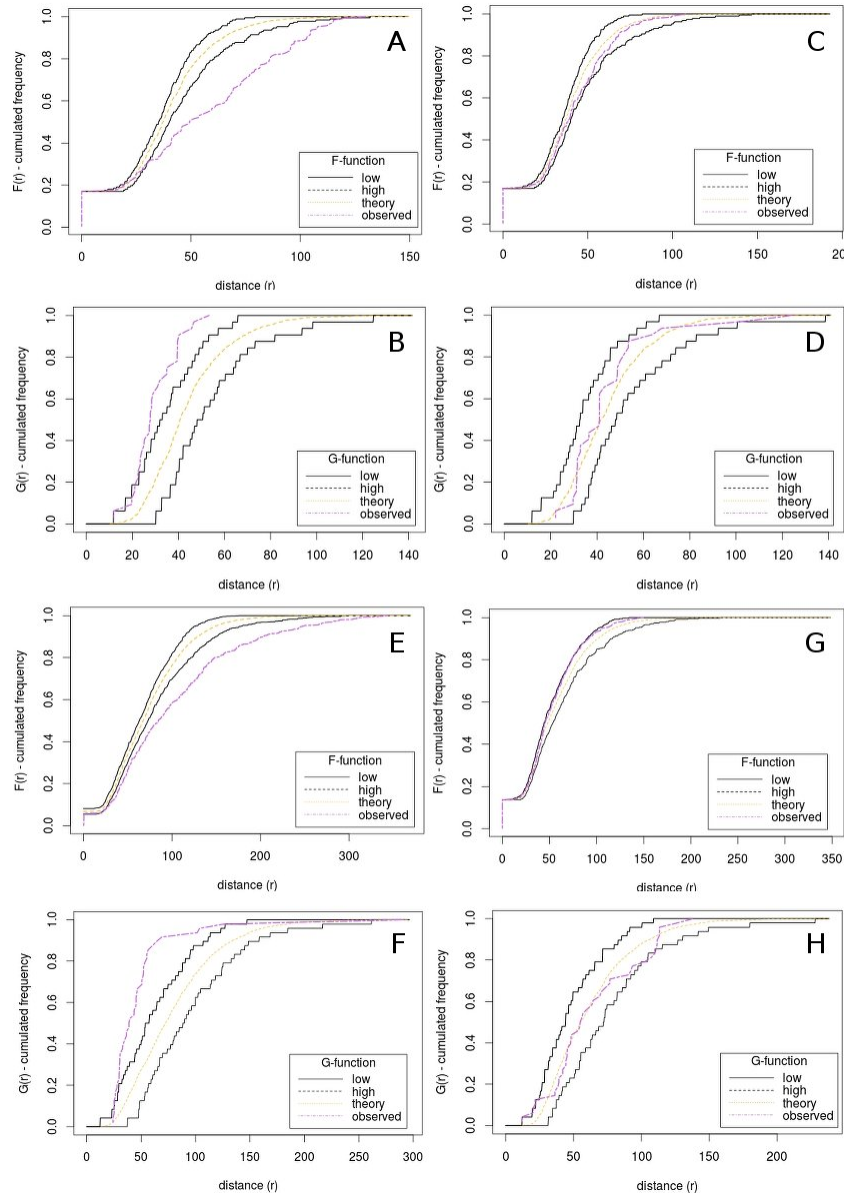 F(r) - cumulated frequency
1.0
0.8
0.6
0.4
0.2
0.0
A
F-function
low
high
theory
observed
0 50 100 150
distance (r)
F(r) - cumulated frequency
1.0
0.8
0.6
0.4
0.2
0.0
C
F-function
low
high
theory
observed
0 50 100 150 20
distance (r)
G(r) - cumulated frequency
1.0
0.8
0.6
0.4
0.2
0.0
B
G-function
low
high
theory
observed
0 20 40 60 80 100 120 140
distance (r)
G(r) - cumulated frequency
1.0
0.8
0.6
0.4
0.2
0.0
D
G-function
low
high
theory
observed
0 20 40 60 80 100 120 140
distance (r)
F(r) - cumulated frequency
1.0
0.8
0.6
0.4
0.2
0.0
E
F-function
low
high
theory
observed
0 100 200 300
distance (r)
F(r) - cumulated frequency
1.0
0.8
0.6
0.4
0.2
0.0
G
F-function
low
high
theory
observed
0 50 100 150 200 250 300 350
distance (r)
G(r) - cumulated frequency
1.0
0.8
0.6
0.4
0.2
0.0
F
G-function
low
high
theory
observed
0 50 100 150 200 250 300
distance (r)
G(r) - cumulated frequency
1.0
0.8
0.6
0.4
0.2
0.0
H
G-function
low
high
theory
observed
0 50 100 150 200
distance (r)